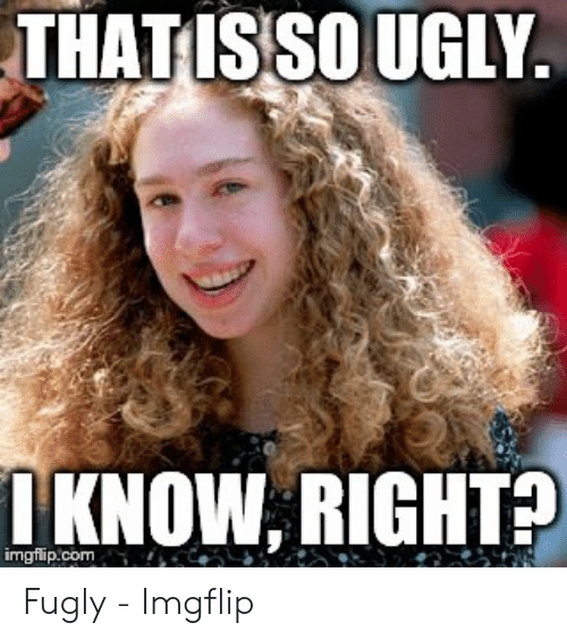 THAT IS SO UGLY.
I KNOW, RIGHT?
imgflip.com
Fugly - Imgflip